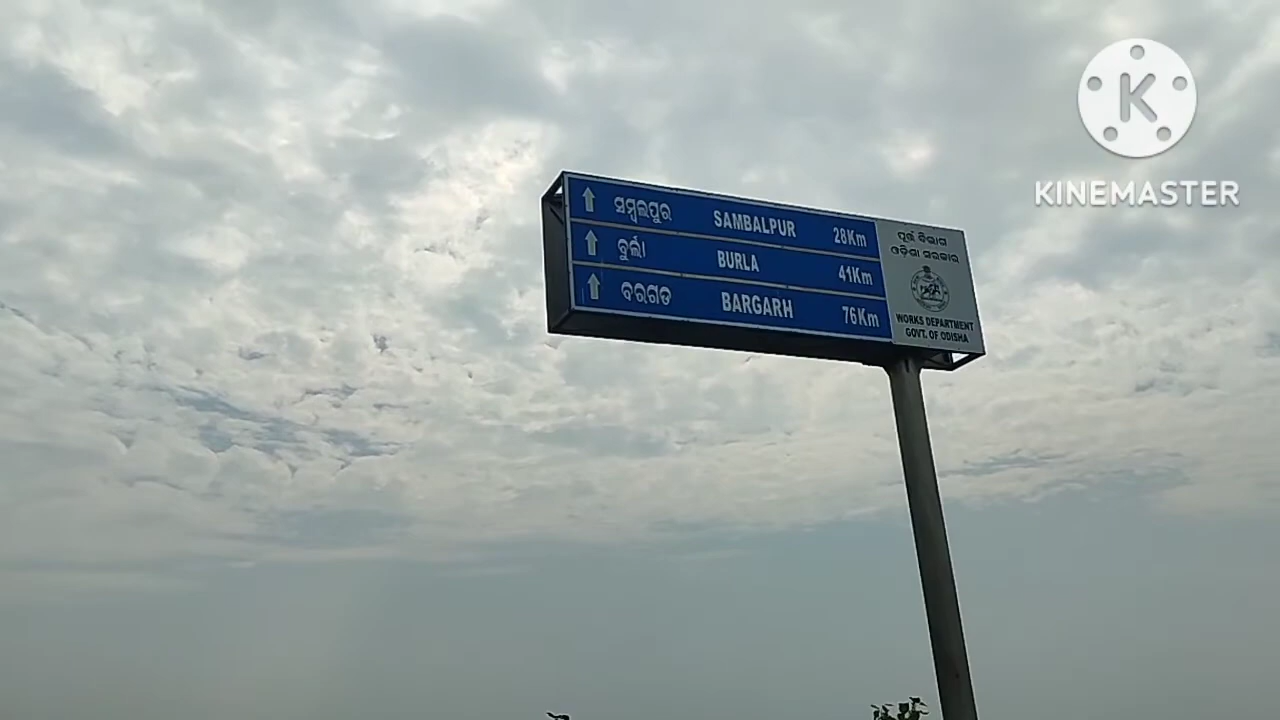 K
KINEMASTER
ସମ୍ବଲପୁର SAMBALPUR 28Km
ବୁର୍ଲା BURLA 41Km
ବରଗଡ BARGARH 76Km
ପୂର୍ତ୍ତ ବିଭାଗ
ଓଡ଼ିଶା ସରକାର
WORKS DEPARTMENT
GOVT. OF ODISHA